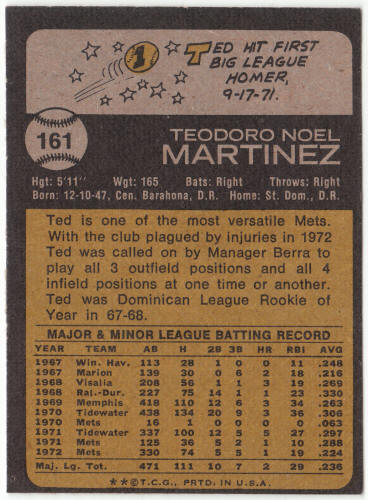 1
TED HIT FIRST
BIG LEAGUE
HOMER,
9-17-71.
161
TEODORO NOEL
MARTINEZ
Hgt: 5'11" Wgt: 165 Bats: Right Throws: Right
Born: 12-10-47, Cen. Barahona, D.R. Home: St. Dom., D.R.
Ted is one of the most versatile Mets.
With the club plagued by injuries in 1972
Ted was called on by Manager Berra to
play all 3 outfield positions and all 4
infield positions at one time or another.
Ted was Dominican League Rookie of
Year in 67-68.
MAJOR & MINOR LEAGUE BATTING RECORD
YEAR TEAM AB H 2B 3B HR RBI AVG
1967 Win. Hav. 113 28 1 0 0 11 .248
1967 Marion 139 30 0 6 2 18 .216
1968 Visalia 208 56 1 1 3 19 .269
1968 Ral.-Dur. 227 75 14 1 2 23 .330
1969 Memphis 418 110 12 6 3 34 .263
1970 Tidewater 438 134 20 9 3 36 .306
1970 Mets 16 1 0 0 0 0 .063
1971 Tidewater 337 100 12 5 5 27 .297
1971 Mets 125 36 5 2 1 10 .288
1972 Mets 330 74 5 5 1 19 .224
Maj. Lg. Tot. 471 111 10 7 2 29 .236
**© T.C.G., PRTD. IN U.S.A.